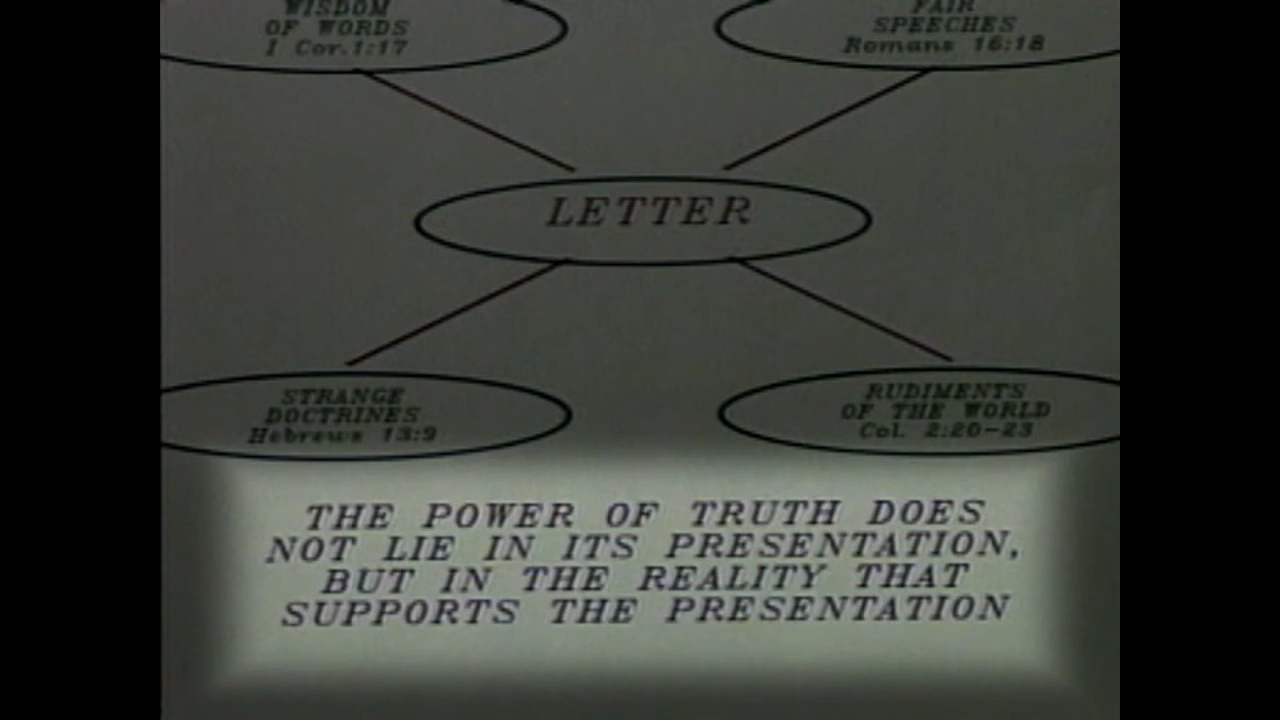 WISDOM
OF WORDS
1 Cor.1:17
FAIR
SPEECHES
Romans 16:18
LETTER
STRANGE
DOCTRINES
Hebrews 13:9
RUDIMENTS
OF THE WORLD
Col. 2:20-23
THE POWER OF TRUTH DOES
NOT LIE IN ITS PRESENTATION,
BUT IN THE REALITY THAT
SUPPORTS THE PRESENTATION